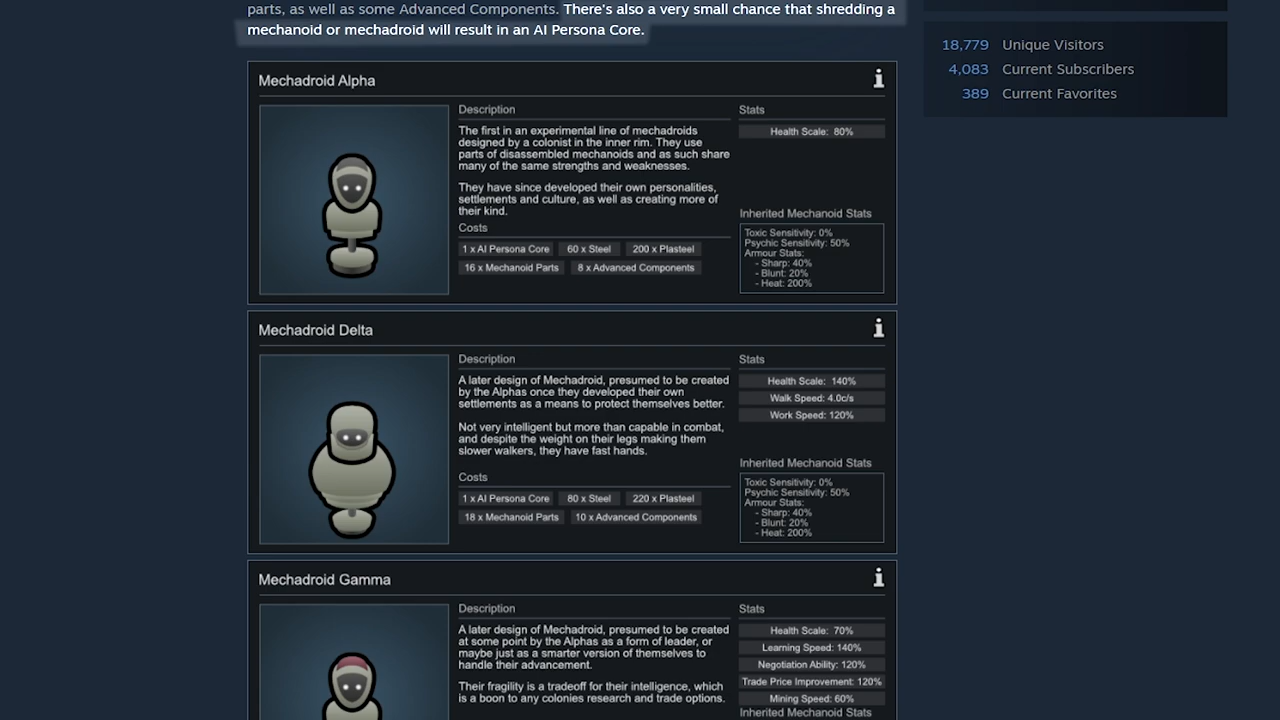 parts, as well as some Advanced Components. There's also a very small chance that shredding a
mechanoid or mechadroid will result in an AI Persona Core.
18,779 Unique Visitors
4,083 Current Subscribers
389 Current Favorites
Mechadroid Alpha
Description
The first in an experimental line of mechadroids
designed by a colonist in the inner rim. They use
parts of disassembled mechanoids and as such share
many of the same strengths and weaknesses.
They have since developed their own personalities,
settlements and culture, as well as creating more of
their kind.
Costs
1 x AI Persona Core 60 x Steel 200 x Plasteel
16 x Mechanoid Parts 8 x Advanced Components
Stats
Health Scale: 80%
Inherited Mechanoid Stats
Toxic Sensitivity: 0%
Psychic Sensitivity: 50%
Armour Stats:
- Sharp: 40%
- Blunt: 20%
- Heat: 200%
Mechadroid Delta
Description
A later design of Mechadroid, presumed to be created
by the Alphas once they developed their own
settlements as a means to protect themselves better.
Not very intelligent but more than capable in combat,
and despite the weight on their legs making them
slower walkers, they have fast hands.
Costs
1 x AI Persona Core 80 x Steel 220 x Plasteel
18 x Mechanoid Parts 10 x Advanced Components
Stats
Health Scale: 140%
Walk Speed: 4.0c/s
Work Speed: 120%
Inherited Mechanoid Stats
Toxic Sensitivity: 0%
Psychic Sensitivity: 50%
Armour Stats:
- Sharp: 40%
- Blunt: 20%
- Heat: 200%
Mechadroid Gamma
Description
A later design of Mechadroid, presumed to be created
at some point by the Alphas as a form of leader, or
maybe just as a smarter version of themselves to
handle their advancement.
Their fragility is a tradeoff for their intelligence, which
is a boon to any colonies research and trade options.
Stats
Health Scale: 70%
Learning Speed: 140%
Negotiation Ability: 120%
Trade Price Improvement: 120%
Mining Speed: 60%
Inherited Mechanoid Stats